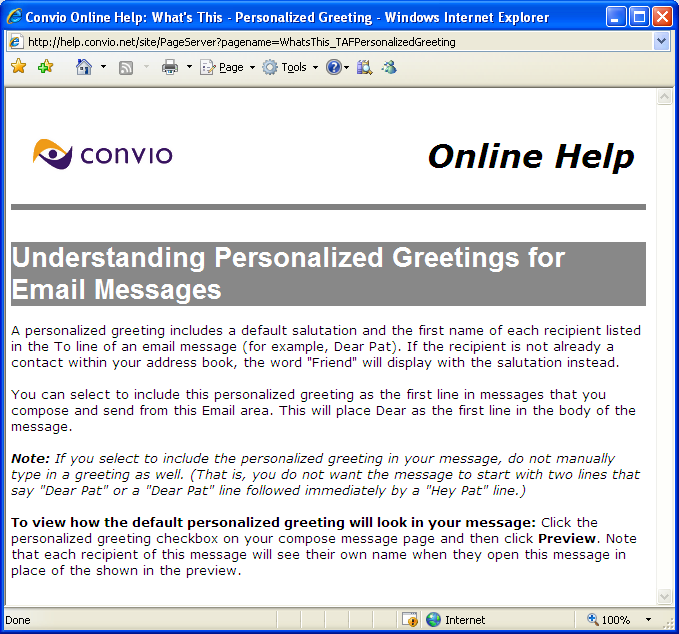 Convio Online Help: What's This - Personalized Greeting - Windows Internet Explorer
http://help.convio.net/site/PageServer?pagename=WhatsThis_TAFPersonalizedGreeting
Page Tools
convio
Online Help
Understanding Personalized Greetings for
Email Messages
A personalized greeting includes a default salutation and the first name of each recipient listed
in the To line of an email message (for example, Dear Pat). If the recipient is not already a
contact within your address book, the word "Friend" will display with the salutation instead.
You can select to include this personalized greeting as the first line in messages that you
compose and send from this Email area. This will place Dear as the first line in the body of the
message.
Note: If you select to include the personalized greeting in your message, do not manually
type in a greeting as well. (That is, you do not want the message to start with two lines that
say "Dear Pat" or a "Dear Pat" line followed immediately by a "Hey Pat" line.)
To view how the default personalized greeting will look in your message: Click the
personalized greeting checkbox on your compose message page and then click Preview. Note
that each recipient of this message will see their own name when they open this message in
place of the shown in the preview.
Done Internet 100%